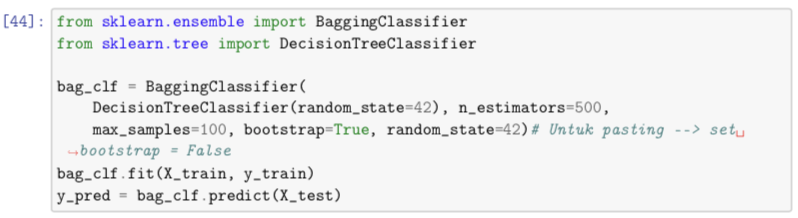 [44]: from sklearn.ensemble import BaggingClassifier
from sklearn.tree import DecisionTreeClassifier
bag_clf = BaggingClassifier(
DecisionTreeClassifier(random_state=42), n_estimators=500,
max_samples=100, bootstrap=True, random_state=42)# Untuk pasting --> set␣
↪bootstrap = False
bag_clf.fit(X_train, y_train)
y_pred = bag_clf.predict(X_test)